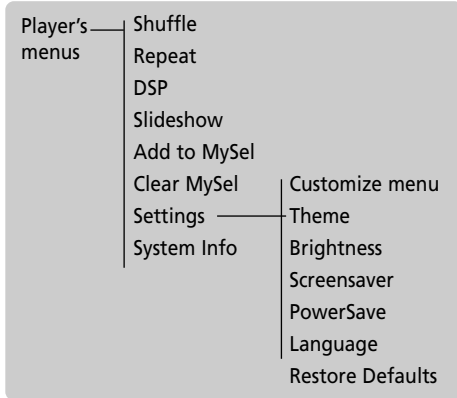 Player's menus
Shuffle
Repeat
DSP
Slideshow
Add to MySel
Clear MySel
Settings
System Info
Customize menu
Theme
Brightness
Screensaver
PowerSave
Language
Restore Defaults